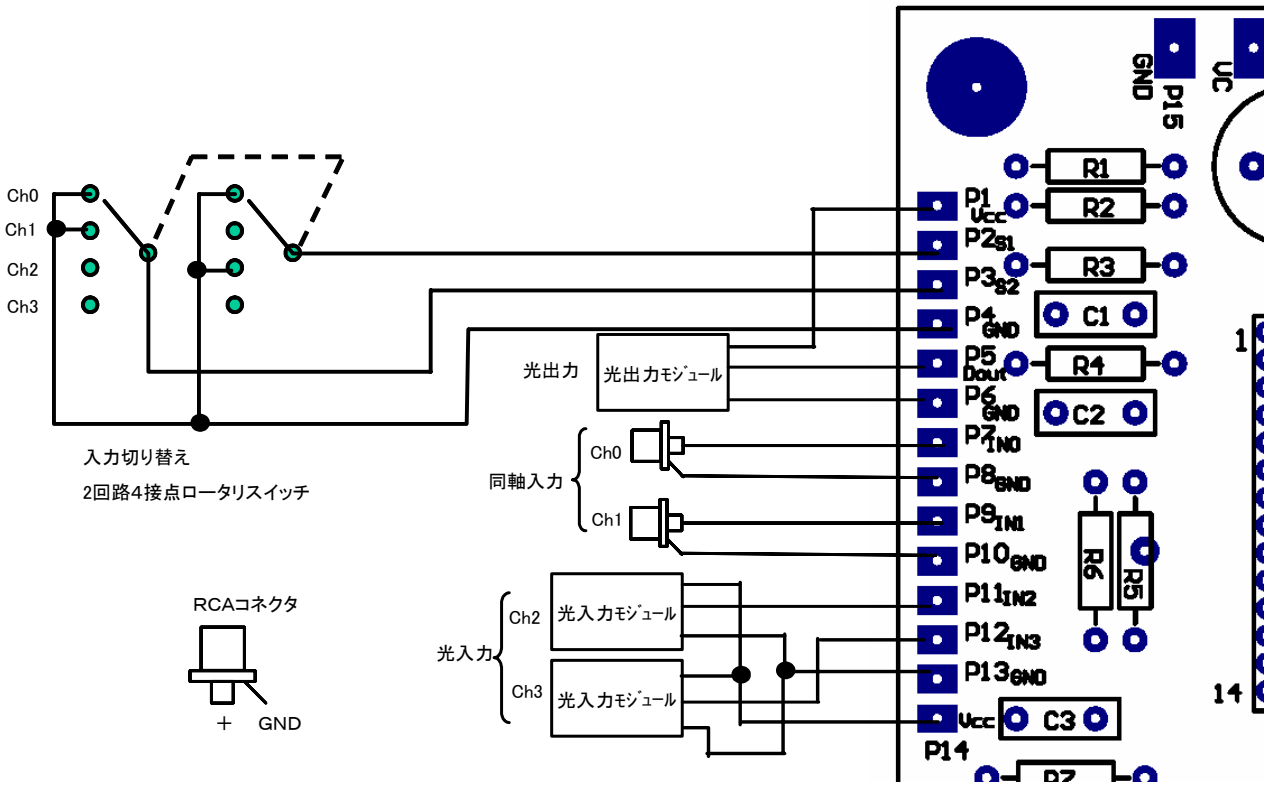 Ch0
Ch1
Ch2
Ch3
入力切り替え
2回路4接点ロータリスイッチ
RCAコネクタ
+
GND
光出力
光出力モジュール
同軸入力
Ch0
Ch1
光入力
Ch2
光入力モジュール
Ch3
光入力モジュール
GND
P15
VC
P1
Vcc
P2 S1
P3 S2
P4
GND
P5
Dout
P6
GND
P7 IN0
P8 GND
P9 IN1
P10 GND
P11 IN2
P12 IN3
P13 GND
Vcc
P14
R1
R2
R3
C1
R4
C2
R6
R5
C3
1
14